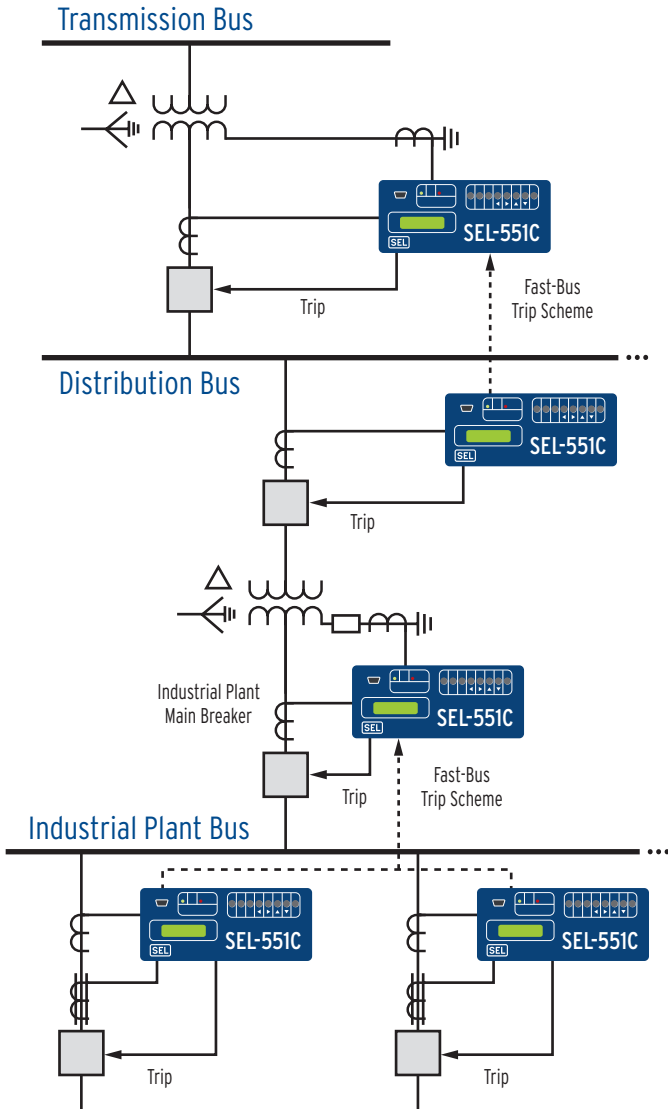 Transmission Bus
SEL-551C
SEL
Trip
Fast-Bus
Trip Scheme
Distribution Bus
SEL-551C
SEL
Trip
Industrial Plant
Main Breaker
SEL-551C
SEL
Trip
Fast-Bus
Trip Scheme
Industrial Plant Bus
SEL-551C
SEL
SEL-551C
SEL
Trip
Trip